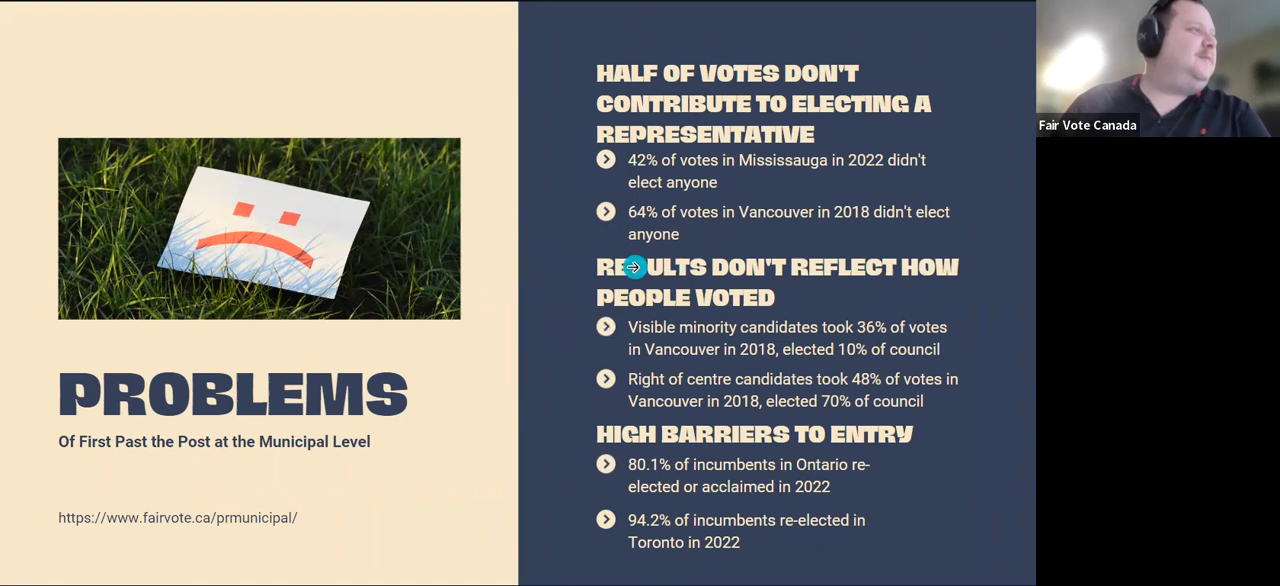 PROBLEMS
Of First Past the Post at the Municipal Level
https://www.fairvote.ca/prmunicipal/
HALF OF VOTES DON'T
CONTRIBUTE TO ELECTING A
REPRESENTATIVE
42% of votes in Mississauga in 2022 didn't
elect anyone
64% of votes in Vancouver in 2018 didn't elect
anyone
RESULTS DON'T REFLECT HOW
PEOPLE VOTED
Visible minority candidates took 36% of votes
in Vancouver in 2018, elected 10% of council
Right of centre candidates took 48% of votes in
Vancouver in 2018, elected 70% of council
HIGH BARRIERS TO ENTRY
80.1% of incumbents in Ontario re-
elected or acclaimed in 2022
94.2% of incumbents re-elected in
Toronto in 2022
Fair Vote Canada